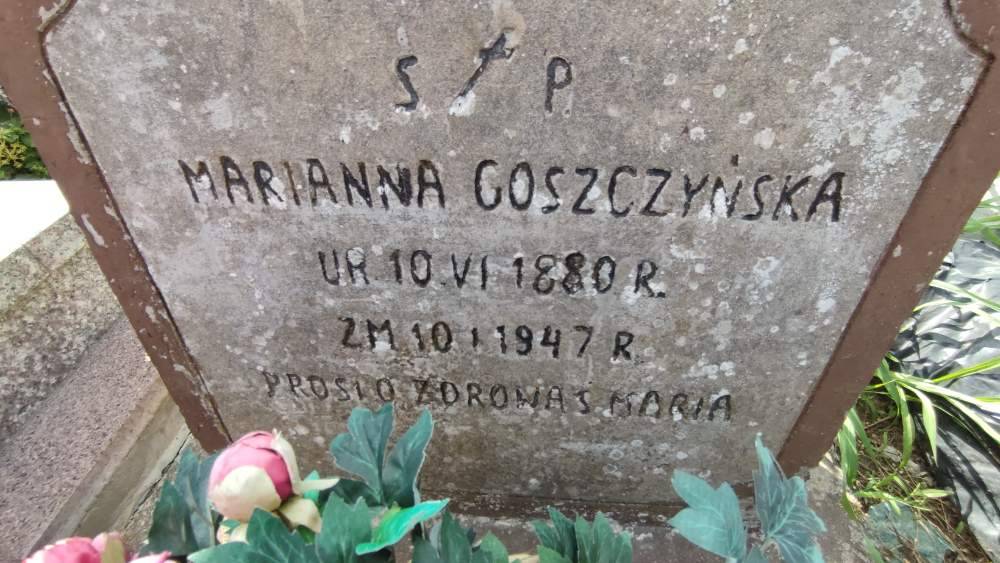 S P
MARIANNA GOSZCZYŃSKA
UR. 10. VI 1880 R.
ZM 10 I 1947 R
PROSI O ZDROWAŚ MARIA